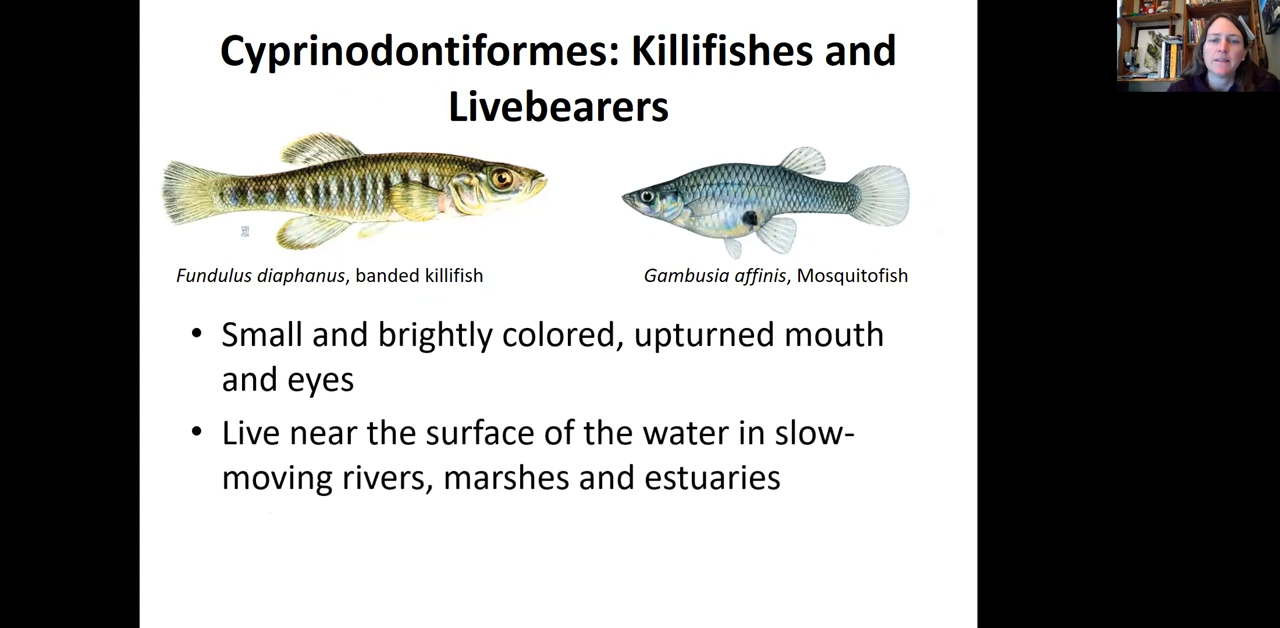 Cyprinodontiformes: Killifishes and
Livebearers
Fundulus diaphanus, banded killifish
Gambusia affinis, Mosquitofish
• Small and brightly colored, upturned mouth
and eyes
• Live near the surface of the water in slow-
moving rivers, marshes and estuaries